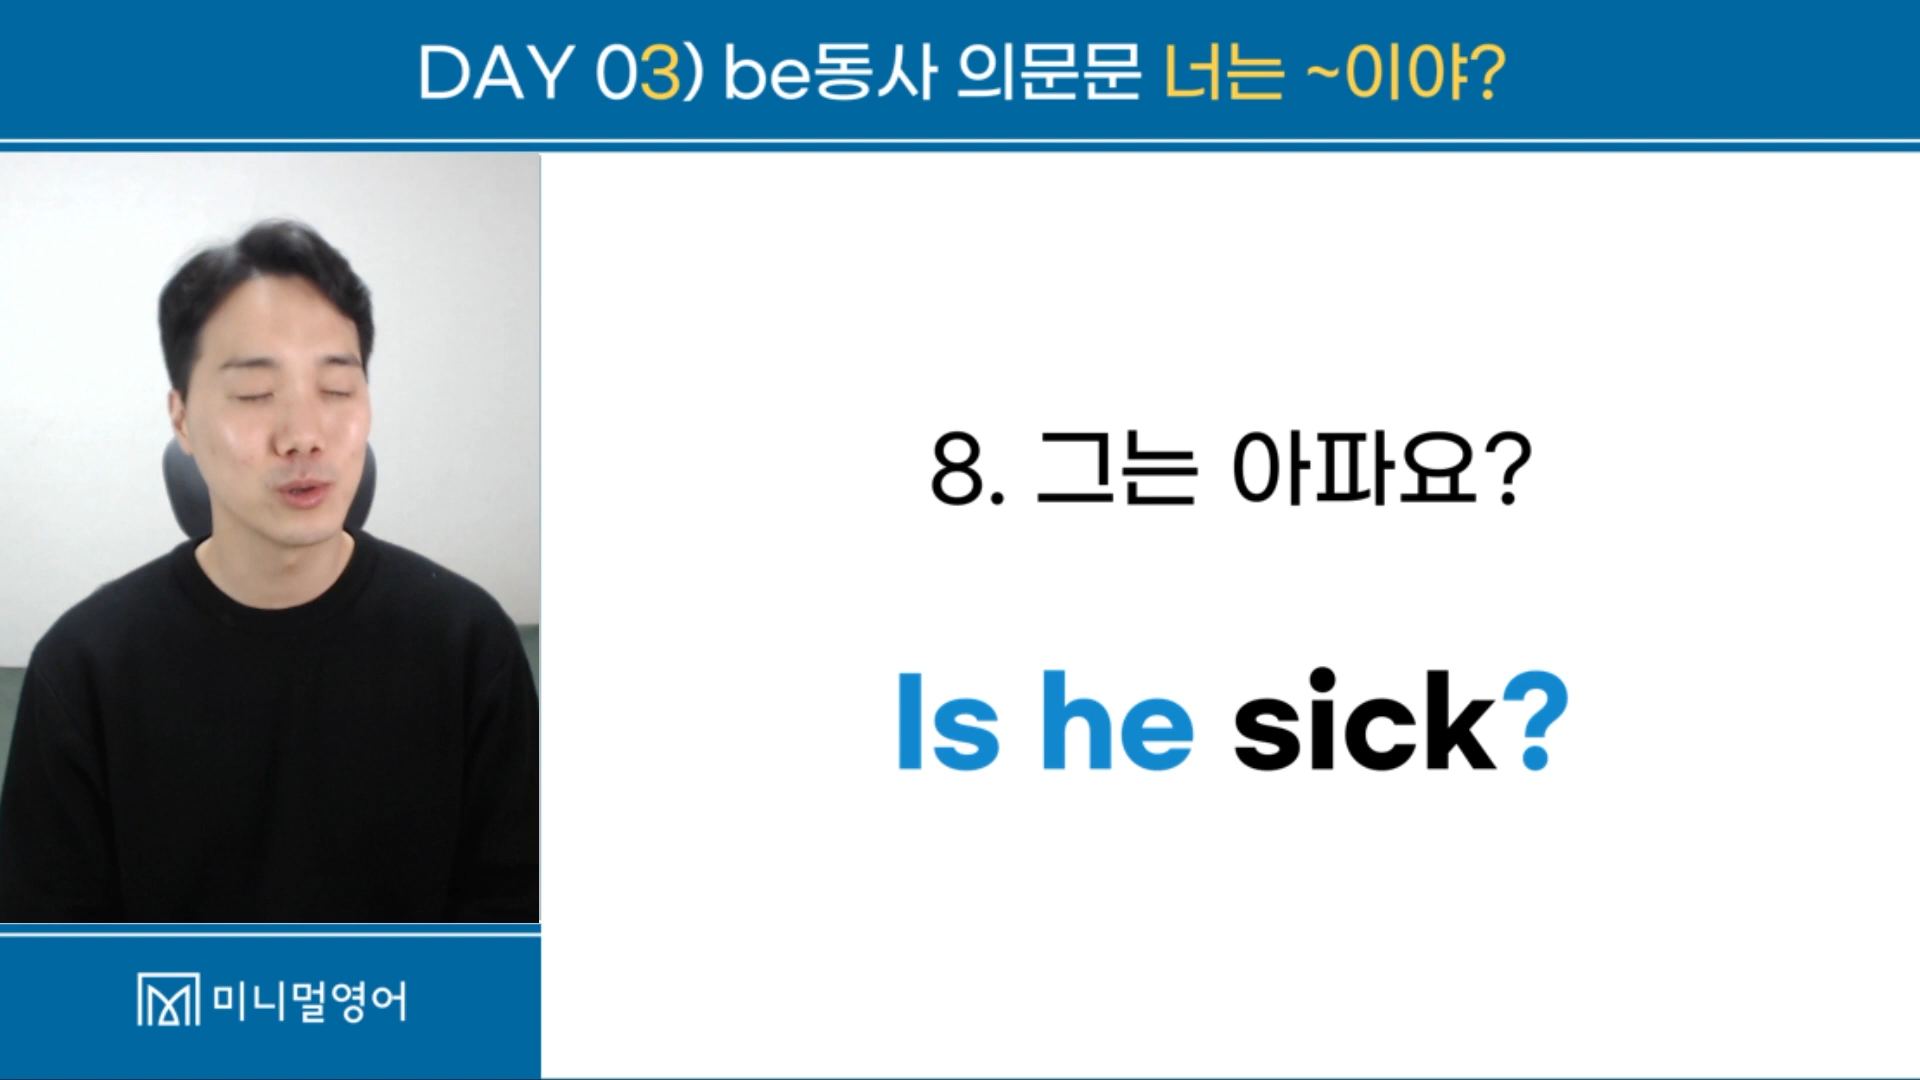 DAY 03) be동사 의문문 너는 ~이야?
8. 그는 아파요?
Is he sick?
미니멀영어